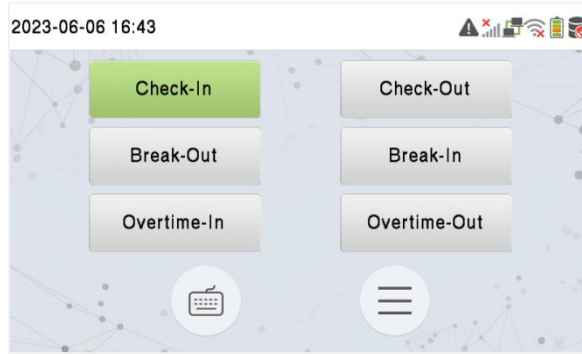 2023-06-06 16:43
Check-In Check-Out
Break-Out Break-In
Overtime-In Overtime-Out